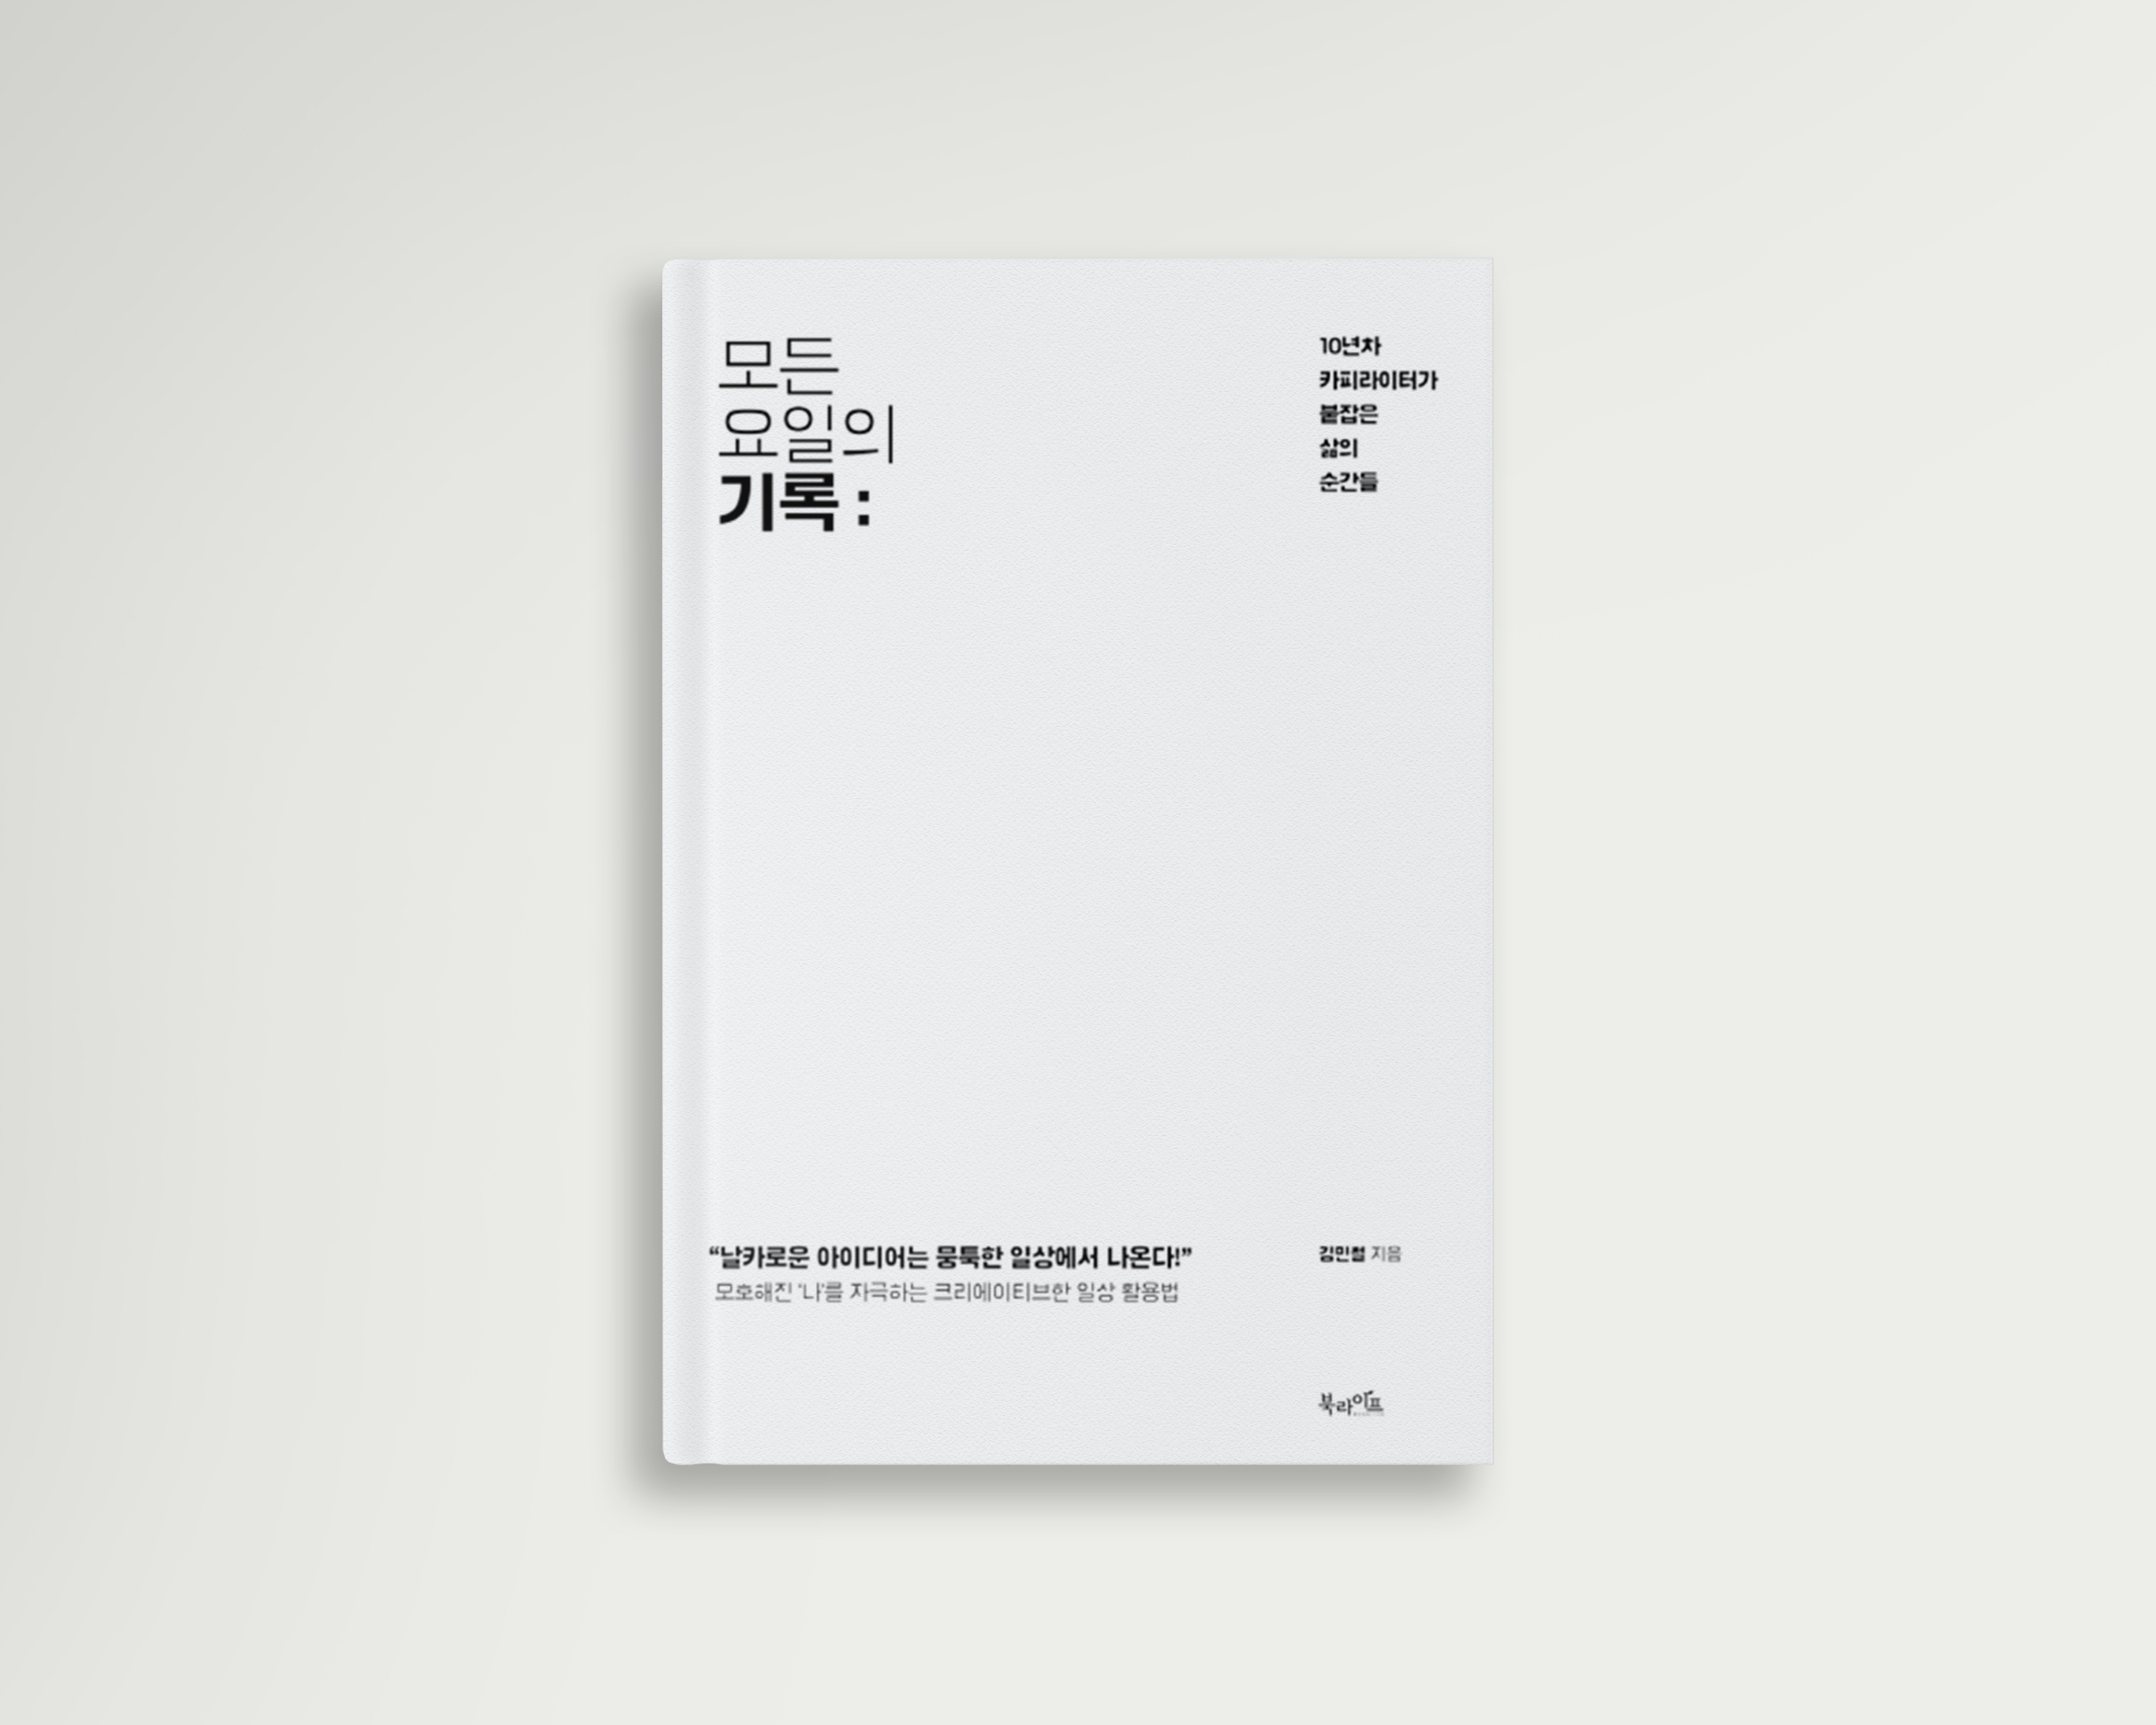 모든
요일의
기록 :
10년차
카피라이터가
붙잡은
삶의
순간들
“날카로운 아이디어는 뭉툭한 일상에서 나온다!”
모호해진 ‘나’를 자극하는 크리에이티브한 일상 활용법
김민철 지음
북라이프